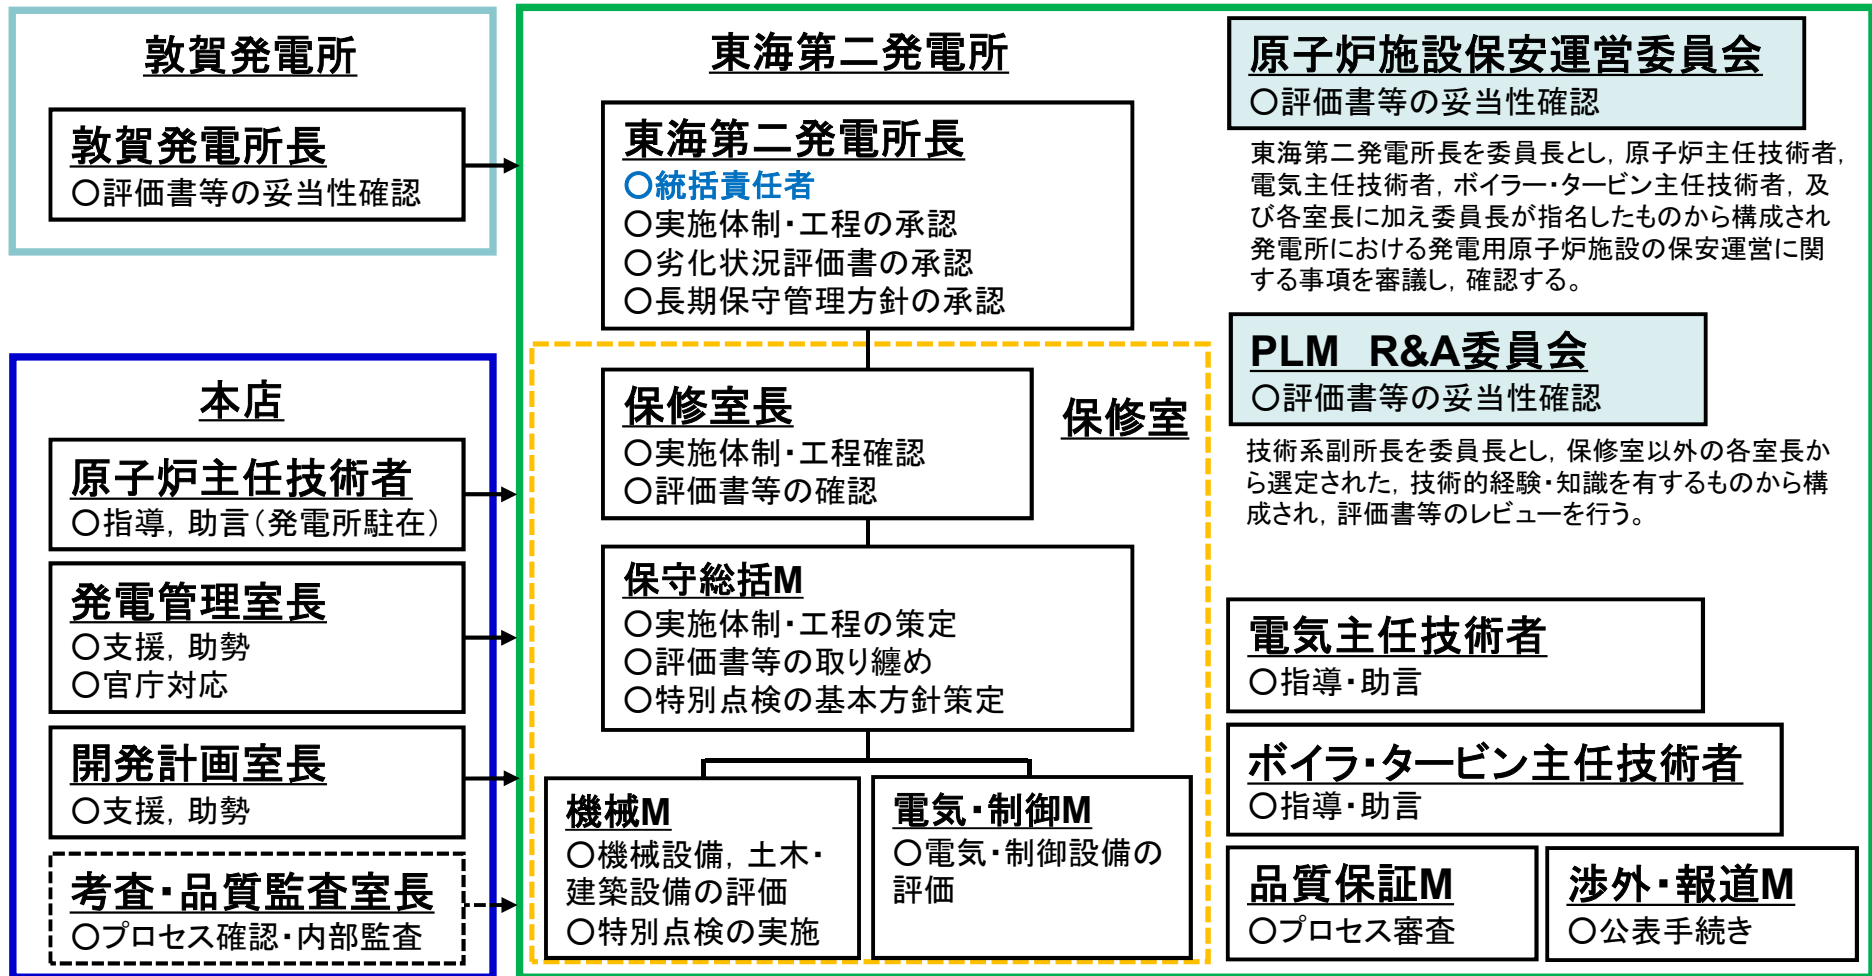 敦賀発電所
敦賀発電所長
○評価書等の妥当性確認
本店
原子炉主任技術者
○指導，助言（発電所駐在）
発電管理室長
○支援，助勢
○官庁対応
開発計画室長
○支援，助勢
考査・品質監査室長
○プロセス確認・内部監査
東海第二発電所
東海第二発電所長
○統括責任者
○実施体制・工程の承認
○劣化状況評価書の承認
○長期保守管理方針の承認
保修室
保修室長
○実施体制・工程確認
○評価書等の確認
保守総括M
○実施体制・工程の策定
○評価書等の取り纏め
○特別点検の基本方針策定
機械M
○機械設備，土木・
建築設備の評価
○特別点検の実施
電気・制御M
○電気・制御設備の
評価
原子炉施設保安運営委員会
○評価書等の妥当性確認
東海第二発電所長を委員長とし，原子炉主任技術者，
電気主任技術者，ボイラー・タービン主任技術者，及
び各室長に加え委員長が指名したものから構成され
発電所における発電用原子炉施設の保安運営に関
する事項を審議し，確認する。
PLM　R&A委員会
○評価書等の妥当性確認
技術系副所長を委員長とし，保修室以外の各室長か
ら選定された，技術的経験・知識を有するものから構
成され，評価書等のレビューを行う。
電気主任技術者
○指導・助言
ボイラ・タービン主任技術者
○指導・助言
品質保証M
○プロセス審査
渉外・報道M
○公表手続き